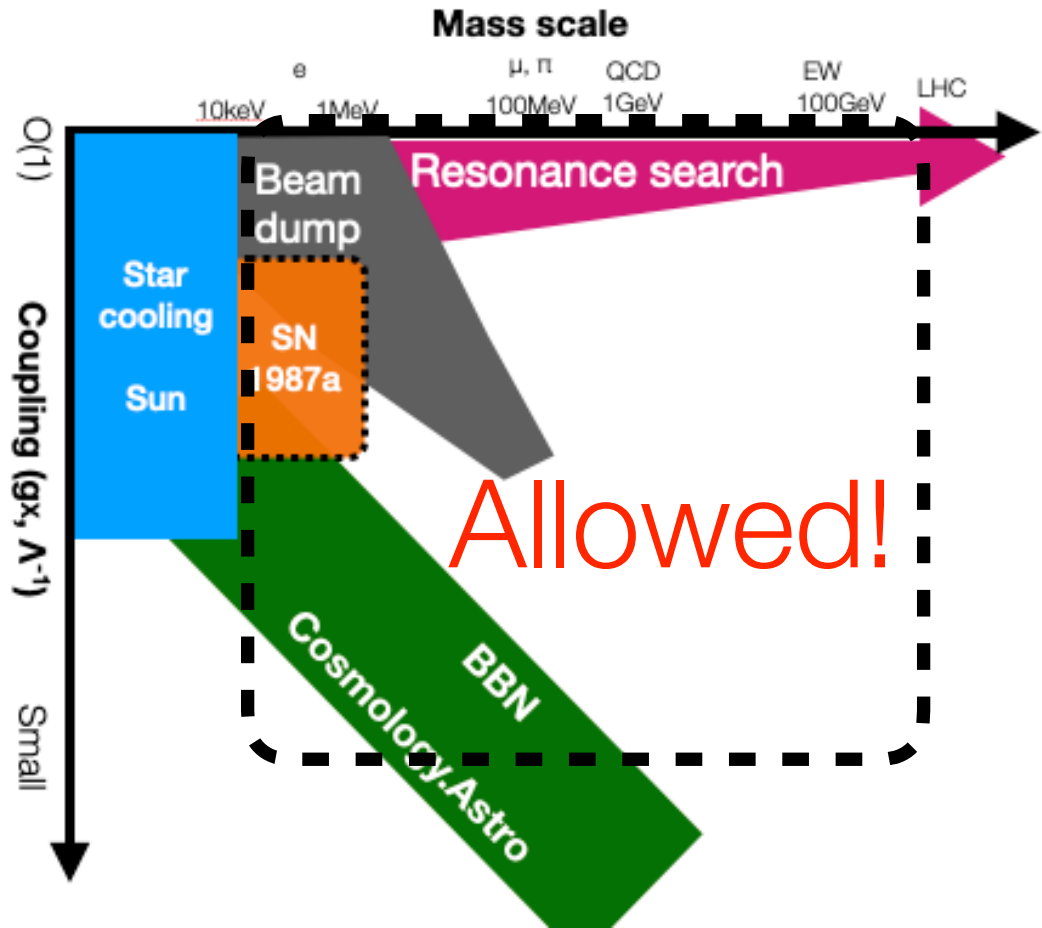 Mass scale
e
μ, π
QCD
EW
LHC
10keV
1MeV
100MeV
1GeV
100GeV
O(1)
Coupling (gx, Λ-1)
Small
Resonance search
Beam
dump
Star
cooling
Sun
SN
1987a
Allowed!
BBN
Cosmology.Astro